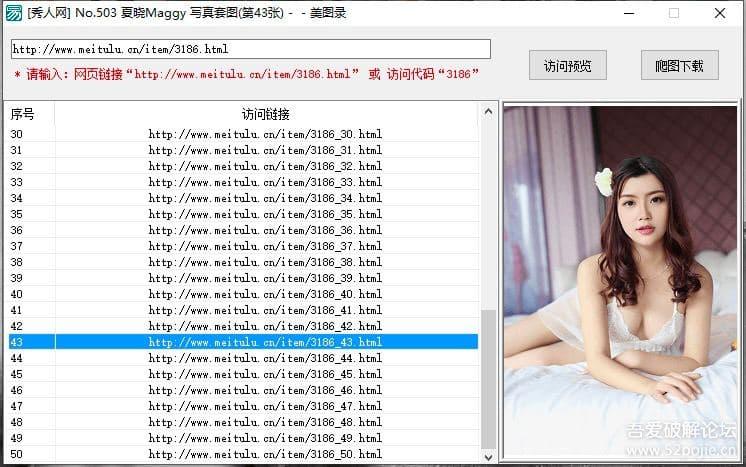 [秀人网] No.503 夏晓Maggy 写真套图(第43张) - - 美图录
http://www.meitulu.cn/item/3186.html
* 请输入：网页链接“http://www.meitulu.cn/item/3186.html” 或 访问代码“3186”
访问预览
爬图下载
序号 访问链接
30 http://www.meitulu.cn/item/3186_30.html
31 http://www.meitulu.cn/item/3186_31.html
32 http://www.meitulu.cn/item/3186_32.html
33 http://www.meitulu.cn/item/3186_33.html
34 http://www.meitulu.cn/item/3186_34.html
35 http://www.meitulu.cn/item/3186_35.html
36 http://www.meitulu.cn/item/3186_36.html
37 http://www.meitulu.cn/item/3186_37.html
38 http://www.meitulu.cn/item/3186_38.html
39 http://www.meitulu.cn/item/3186_39.html
40 http://www.meitulu.cn/item/3186_40.html
41 http://www.meitulu.cn/item/3186_41.html
42 http://www.meitulu.cn/item/3186_42.html
43 http://www.meitulu.cn/item/3186_43.html
44 http://www.meitulu.cn/item/3186_44.html
45 http://www.meitulu.cn/item/3186_45.html
46 http://www.meitulu.cn/item/3186_46.html
47 http://www.meitulu.cn/item/3186_47.html
48 http://www.meitulu.cn/item/3186_48.html
49 http://www.meitulu.cn/item/3186_49.html
50 http://www.meitulu.cn/item/3186_50.html
吾爱破解论坛
www.52pojie.cn